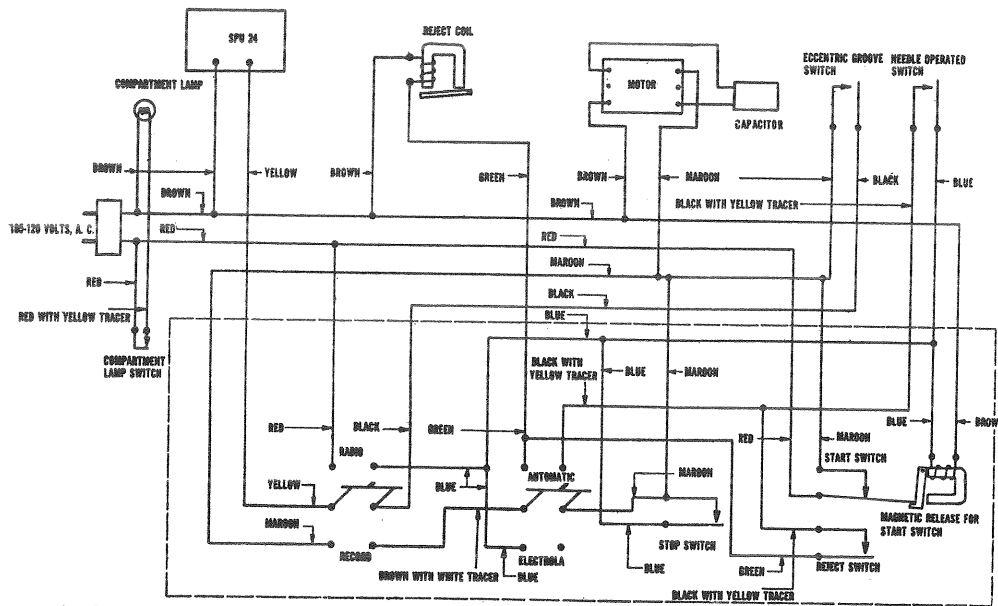 SPU 24
REJECT COIL
COMPARTMENT LAMP
MOTOR
CAPACITOR
ECCENTRIC GROOVE
SWITCH
NEEDLE OPERATED
SWITCH
BROWN
YELLOW
BROWN
GREEN
BROWN
MAROON
BLACK
BLUE
BROWN
BROWN
BLACK WITH YELLOW TRACER
VOLTS, A. C.
RED
RED
MAROON
RED
BLACK
RED WITH YELLOW TRACER
BLUE
COMPARTMENT
LAMP SWITCH
BLACK WITH
YELLOW TRACER
BLUE
MAROON
RED
BLACK
GREEN
RED
MAROON
BLUE
BROW
RADIO
START SWITCH
YELLOW
BLUE
AUTOMATIC
MAROON
MAROON
MAGNETIC RELEASE FOR
START SWITCH
RECORD
ELECTROLA
STOP SWITCH
BROWN WITH WHITE TRACER
BLUE
BLUE
GREEN
REJECT SWITCH
BLACK WITH YELLOW TRACER